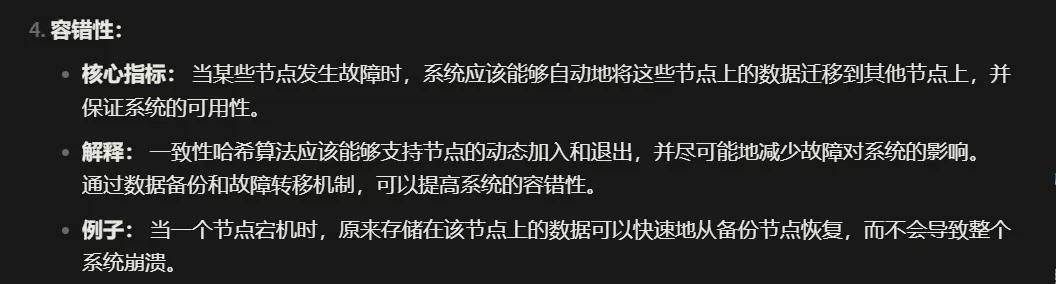 4. 容错性：
• 核心指标： 当某些节点发生故障时，系统应该能够自动地将这些节点上的数据迁移到其他节点上，并
保证系统的可用性。
• 解释： 一致性哈希算法应该能够支持节点的动态加入和退出，并尽可能地减少故障对系统的影响。
通过数据备份和故障转移机制，可以提高系统的容错性。
• 例子： 当一个节点宕机时，原来存储在该节点上的数据可以快速地从备份节点恢复，而不会导致整个
系统崩溃。